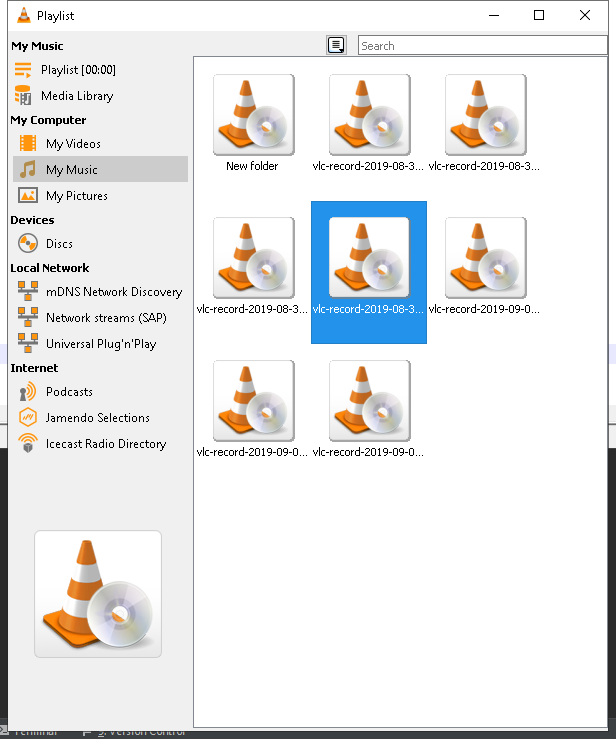 Playlist
My Music
Search
Playlist [00:00]
Media Library
My Computer
My Videos
My Music
My Pictures
Devices
Discs
Local Network
mDNS Network Discovery
Network streams (SAP)
Universal Plug'n'Play
Internet
Podcasts
Jamendo Selections
Icecast Radio Directory
New folder
vlc-record-2019-08-3...
vlc-record-2019-08-3...
vlc-record-2019-08-3...
vlc-record-2019-08-3...
vlc-record-2019-09-0...
vlc-record-2019-09-0...
vlc-record-2019-09-0...
Terminal
9: Version Control